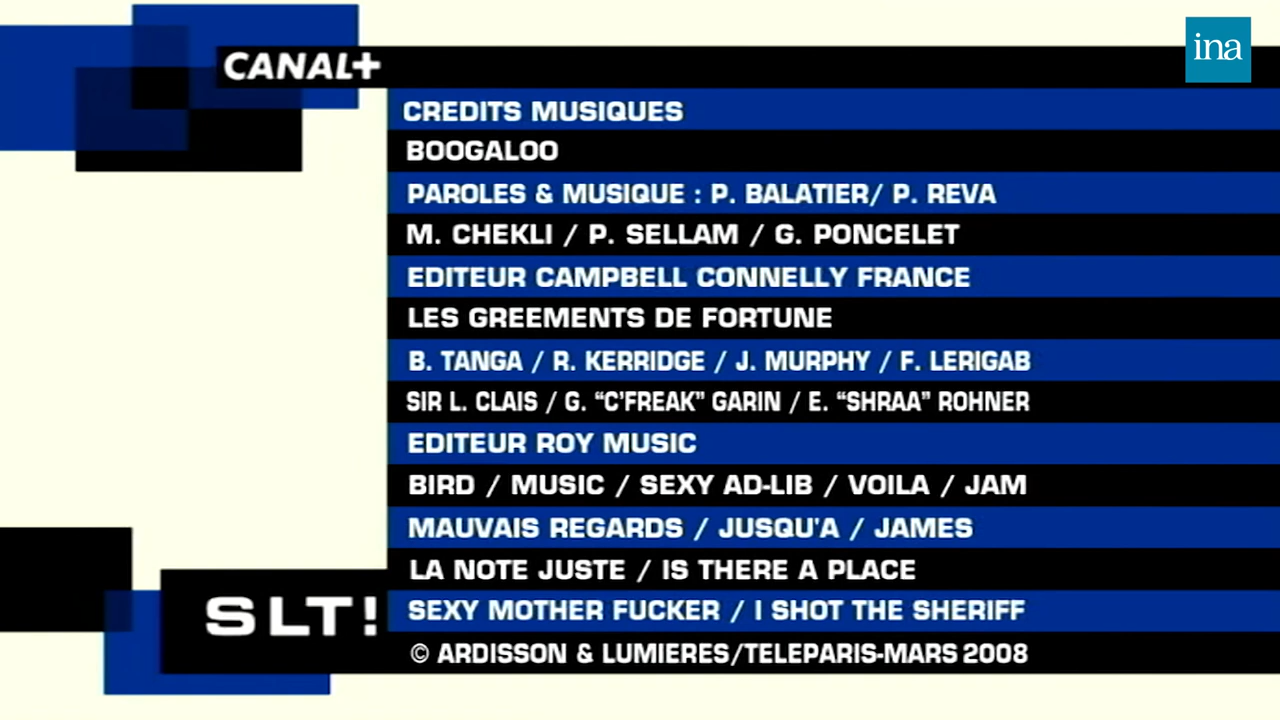 ina
CANAL+
CREDITS MUSIQUES
BOOGALOO
PAROLES & MUSIQUE : P. BALATIER/ P. REVA
M. CHEKLI / P. SELLAM / G. PONCELET
EDITEUR CAMPBELL CONNELLY FRANCE
LES GREEMENTS DE FORTUNE
B. TANGA / R. KERRIDGE / J. MURPHY / F. LERIGAB
SIR L. CLAIS / G. “C’FREAK” GARIN / E. “SHRAA” ROHNER
EDITEUR ROY MUSIC
BIRD / MUSIC / SEXY AD-LIB / VOILA / JAM
MAUVAIS REGARDS / JUSQU'A / JAMES
LA NOTE JUSTE / IS THERE A PLACE
SEXY MOTHER FUCKER / I SHOT THE SHERIFF
SLT!
© ARDISSON & LUMIERES/TELEPARIS-MARS 2008